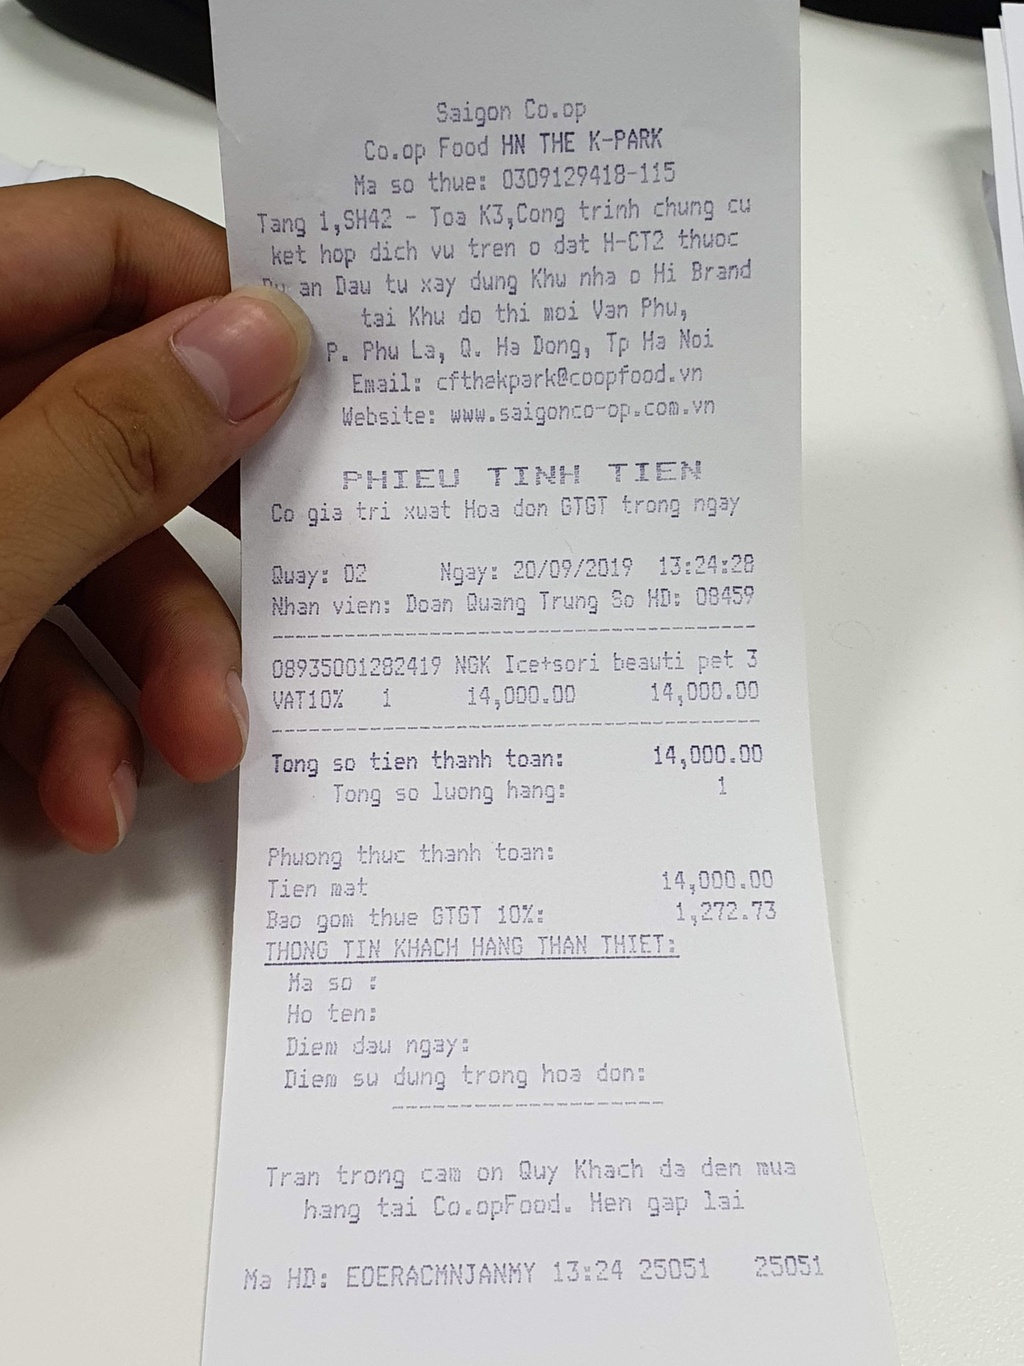 Saigon Co.op
Co.op Food HN THE K-PARK
Ma so thue: 0309129418-115
Tang 1,SH42 - Toa K3,Cong trinh chung cu
ket hop dich vu tren o dat H-CT2 thuoc
an Dau tu xay dung Khu nha o Hi Brand
tai Khu do thi moi Van Phu,
P. Phu La, Q. Ha Dong, Tp Ha Noi
Email: cfthekpark@coopfood.vn
Website: www.saigonco-op.com.vn
PHIEU TINH TIEN
Co gia tri xuat Hoa don GTGT trong ngay
Quay: 02 Ngay: 20/09/2019 13:24:28
Nhan vien: Doan Quang Trung So HD: 08459
08935001282419 NGK Ice+sori beauti pet 3
VAT10% 1 14,000.00 14,000.00
Tong so tien thanh toan: 14,000.00
Tong so luong hang: 1
Phuong thuc thanh toan:
Tien mat 14,000.00
Bao gom thue GTGT 10%: 1,272.73
THONG TIN KHACH HANG THAN THIET:
Ma so :
Ho ten:
Diem dau ngay:
Diem su dung trong hoa don:
Tran trong cam on Quy Khach da den mua
hang tai Co.opFood. Hen gap lai
Ma HD: EOERACMNJANMY 13:24 25051 25051